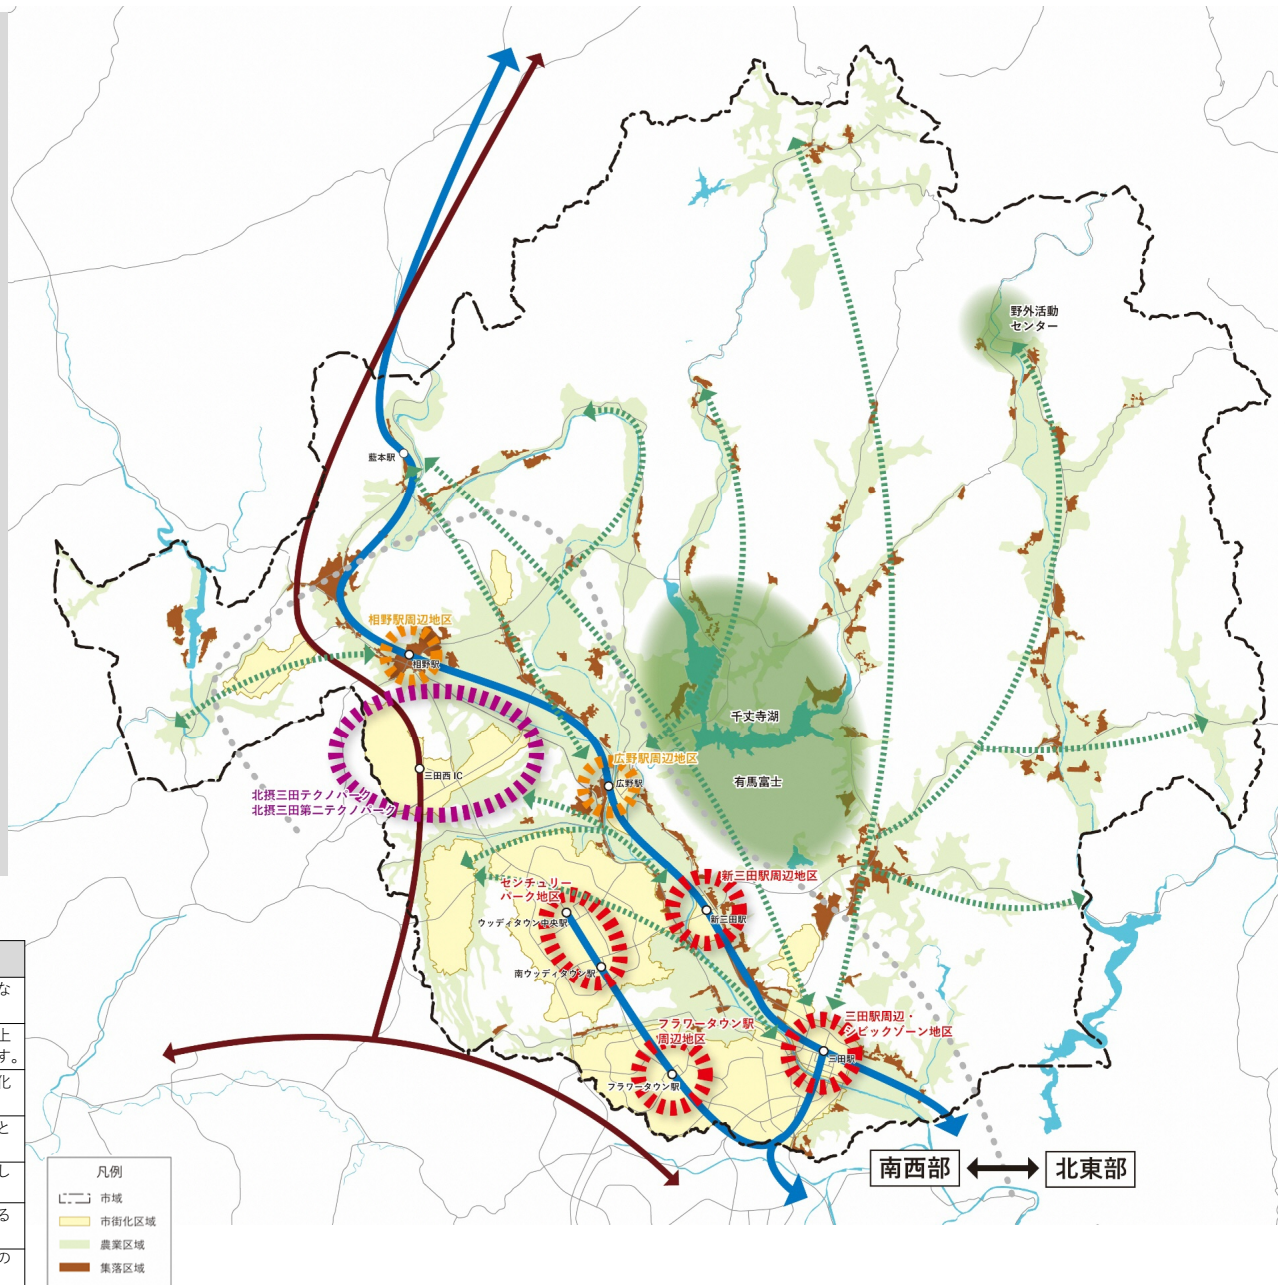 野外活動
センター
藍本駅
相野駅周辺地区
相野駅
千丈寺湖
広野駅周辺地区
三田西 IC
有馬富士
広野駅
北摂三田テクノパーク
北摂三田第二テクノパーク
新三田駅周辺地区
センチュリー
パーク地区
新三田駅
ウッディタウン中央駅
南ウッディタウン駅
三田駅周辺・
シビックゾーン地区
フラワータウン駅
周辺地区
三田駅
フラワータウン駅
南西部
北東部
な
上
す。
化
と
し
る
の
凡例
市域
市街化区域
農業区域
集落区域